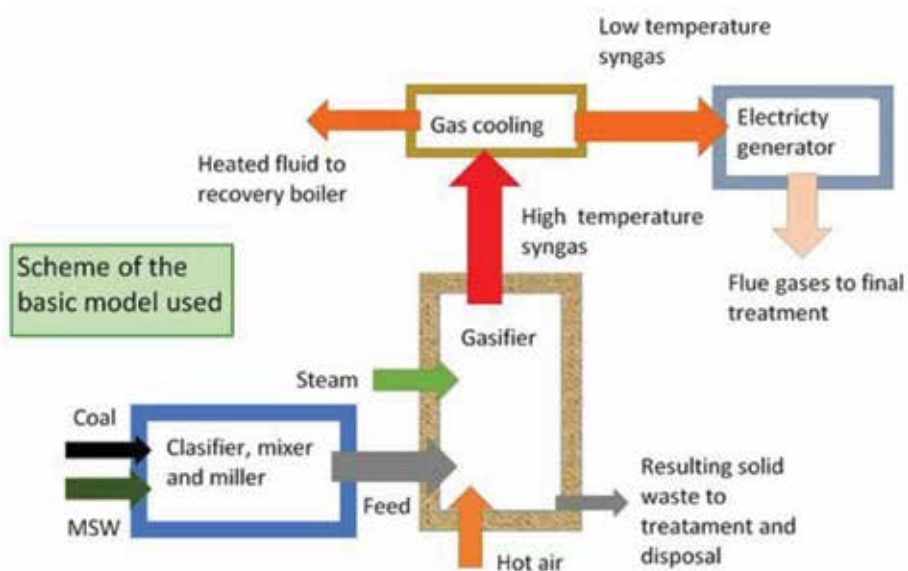 Low temperature
syngas
Gas cooling
Electricty
generator
Heated fluid to
recovery boiler
High temperature
syngas
Scheme of the
basic model used
Flue gases to final
treatment
Gasifier
Steam
Coal
Clasifier, mixer
and miller
Feed
MSW
Resulting solid
waste to
treatament and
disposal
Hot air